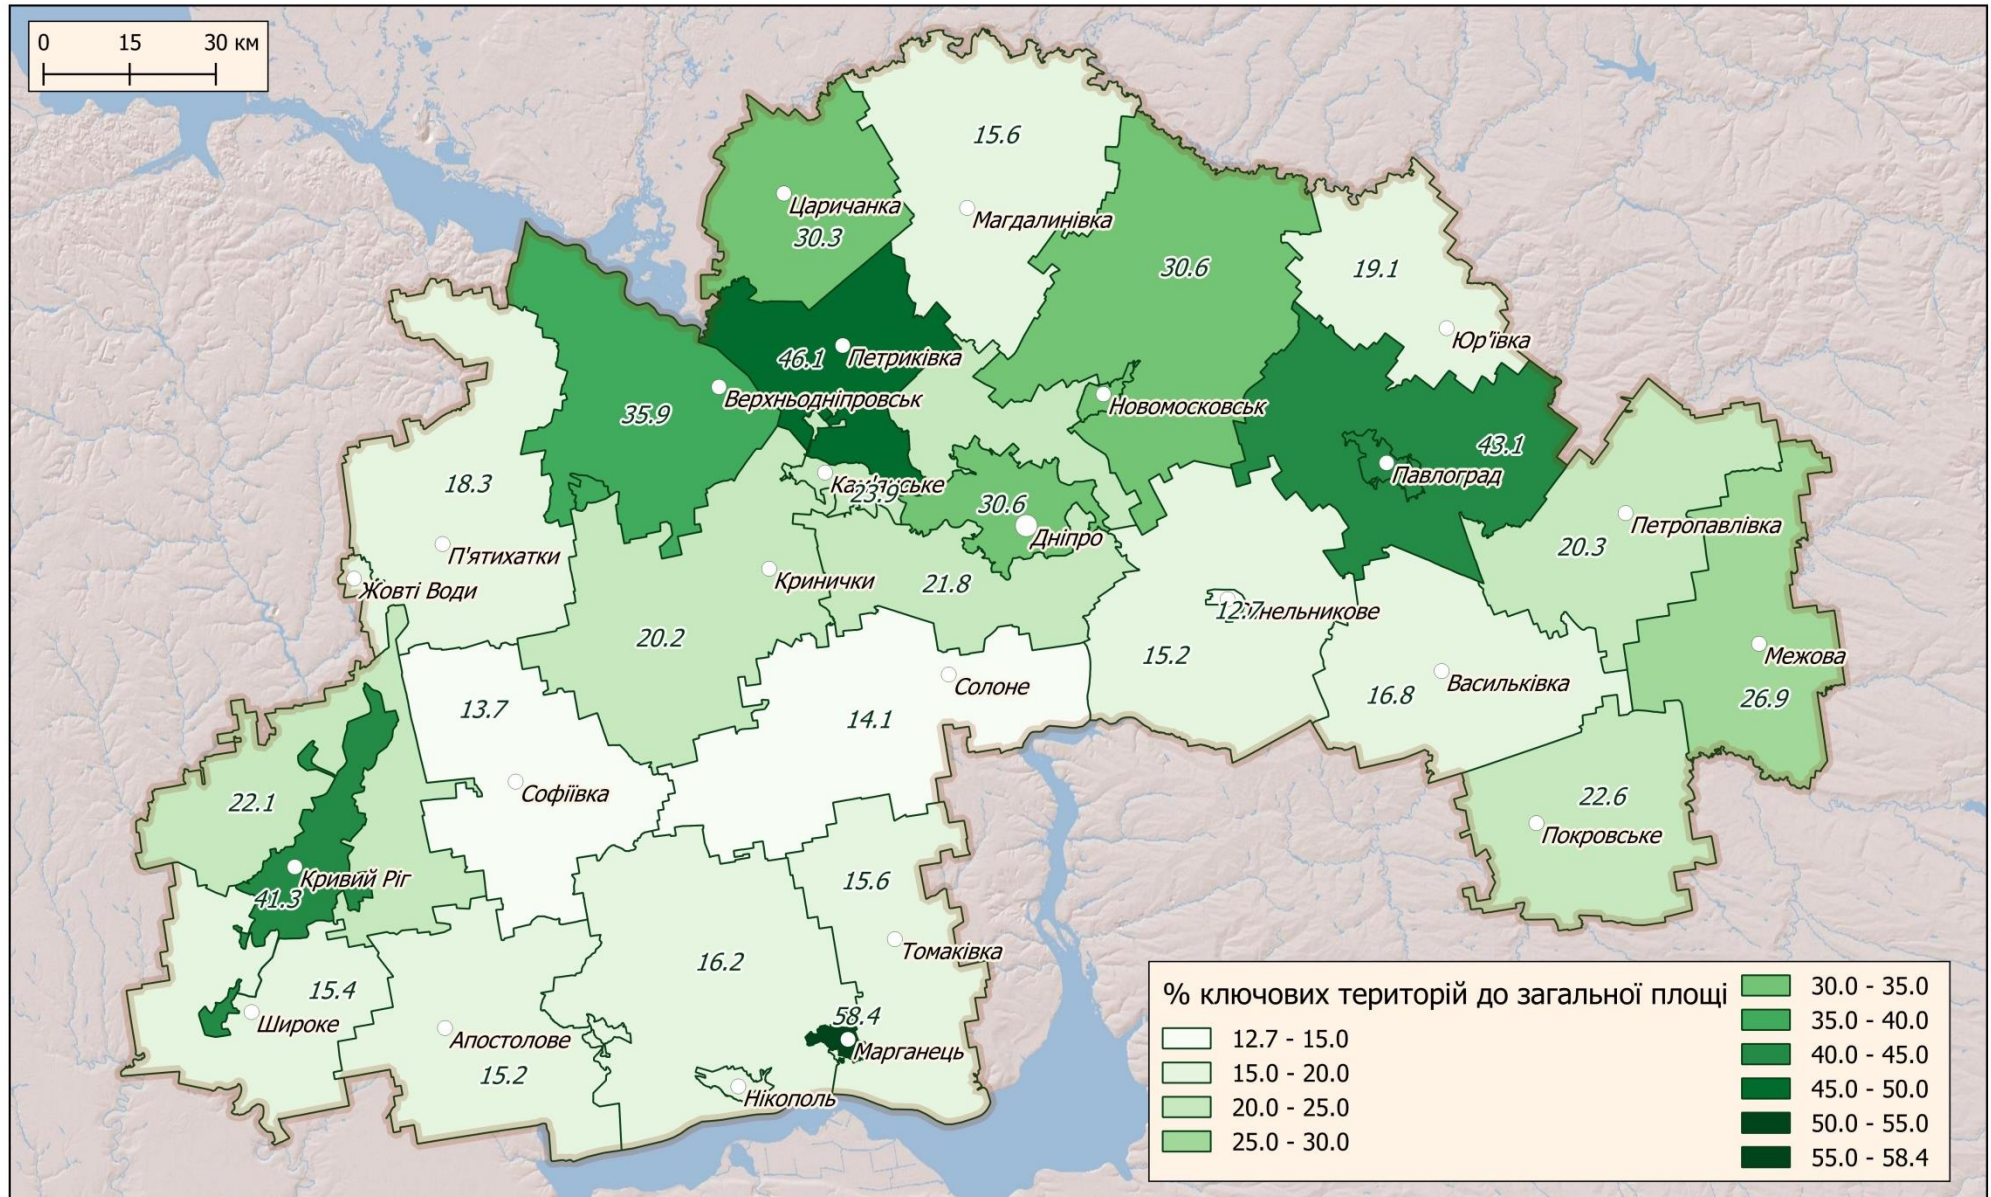 0 15 30 км
15.6
Царичанка
30.3
Магдалинівка
30.6
19.1
Юр'ївка
46.1
Петриківка
Верхньодніпровськ
35.9
Новомосковськ
43.1
Павлоград
18.3
Кам'янське
23.9
30.6
Дніпро
Петропавлівка
20.3
П'ятихатки
Жовті Води
Кринички
21.8
12.7
20.2
15.2
Межова
Солоне
Васильківка
16.8
26.9
13.7
14.1
Софіївка
22.1
22.6
Покровське
Кривий Ріг
41.3
15.6
Томаківка
16.2
15.4
Широке
58.4
Марганець
Апостолове
15.2
Нікополь
% ключових територій до загальної площі
12.7 - 15.0
15.0 - 20.0
20.0 - 25.0
25.0 - 30.0
30.0 - 35.0
35.0 - 40.0
40.0 - 45.0
45.0 - 50.0
50.0 - 55.0
55.0 - 58.4